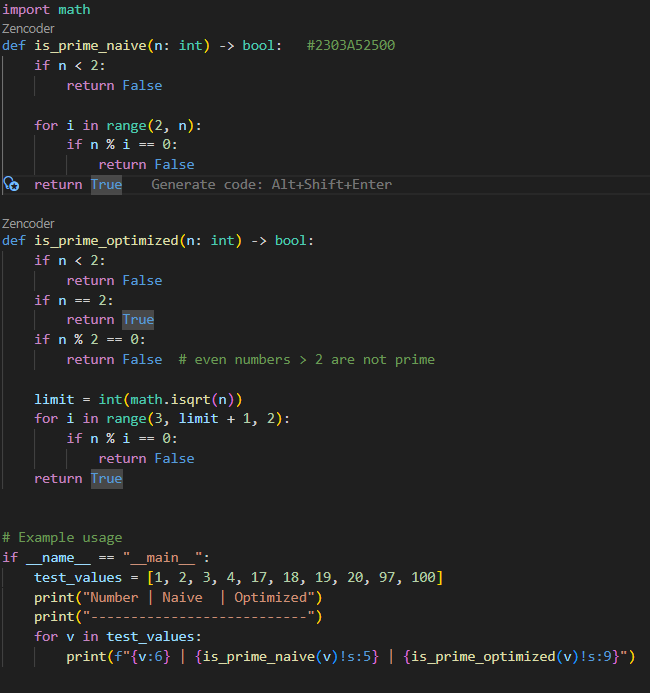 import math
Zencoder
def is_prime_naive(n: int) -> bool:   #2303A52500
    if n < 2:
        return False

    for i in range(2, n):
        if n % i == 0:
            return False
    return True    Generate code: Alt+Shift+Enter

Zencoder
def is_prime_optimized(n: int) -> bool:
    if n < 2:
        return False
    if n == 2:
        return True
    if n % 2 == 0:
        return False  # even numbers > 2 are not prime

    limit = int(math.isqrt(n))
    for i in range(3, limit + 1, 2):
        if n % i == 0:
            return False
    return True


# Example usage
if __name__ == "__main__":
    test_values = [1, 2, 3, 4, 17, 18, 19, 20, 97, 100]
    print("Number | Naive  | Optimized")
    print("---------------------------")
    for v in test_values:
        print(f"{v:6} | {is_prime_naive(v)!s:5} | {is_prime_optimized(v)!s:9}")